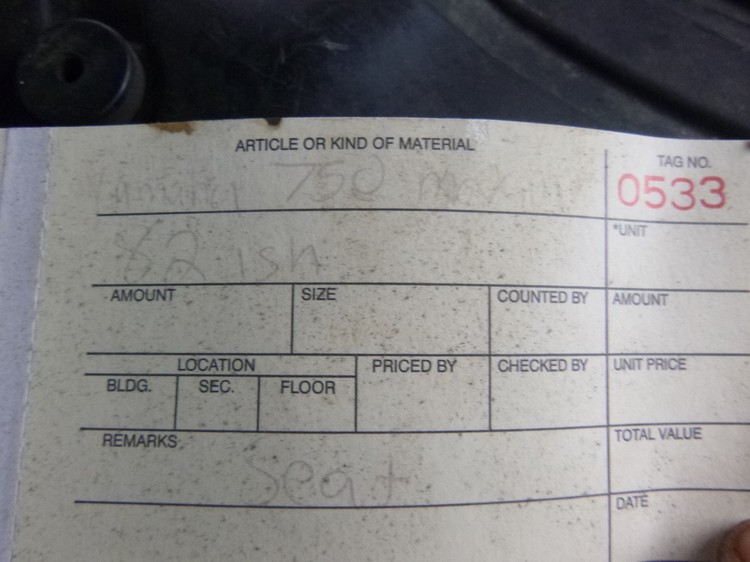 ARTICLE OR KIND OF MATERIAL
TAG NO.
750
0533
82 ish
*UNIT
AMOUNT SIZE COUNTED BY AMOUNT
LOCATION PRICED BY CHECKED BY UNIT PRICE
BLDG. SEC. FLOOR
REMARKS TOTAL VALUE
Seat
DATE